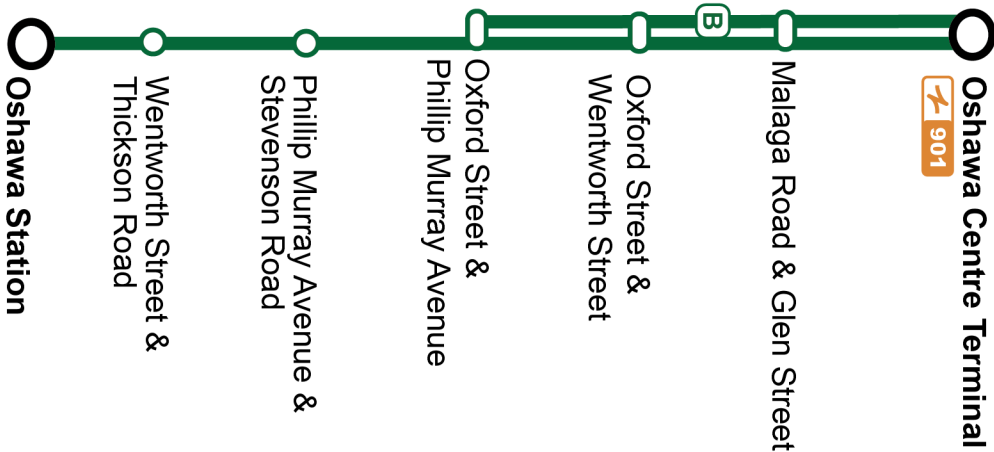 Oshawa Centre Terminal
901
Malaga Road & Glen Street
B
Oxford Street &
Wentworth Street
Oxford Street &
Phillip Murray Avenue
Phillip Murray Avenue &
Stevenson Road
Wentworth Street &
Thickson Road
Oshawa Station